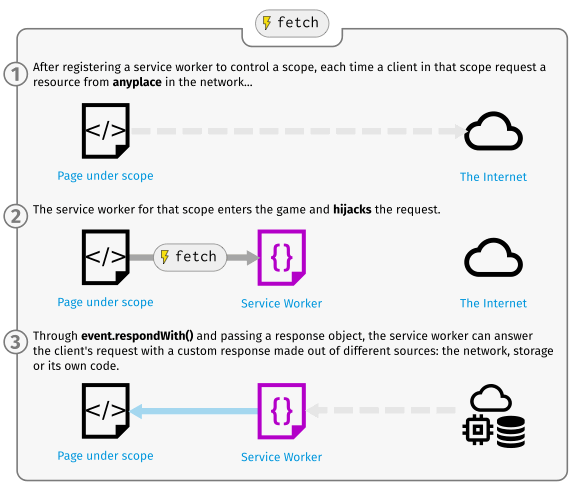 fetch
1
After registering a service worker to control a scope, each time a client in that scope request a
resource from anyplace in the network...
</>
Page under scope
The Internet
2
The service worker for that scope enters the game and hijacks the request.
</>
fetch
{}
Page under scope
Service Worker
The Internet
3
Through event.respondWith() and passing a response object, the service worker can answer
the client's request with a custom response made out of different sources: the network, storage
or its own code.
</>
{}
Page under scope
Service Worker